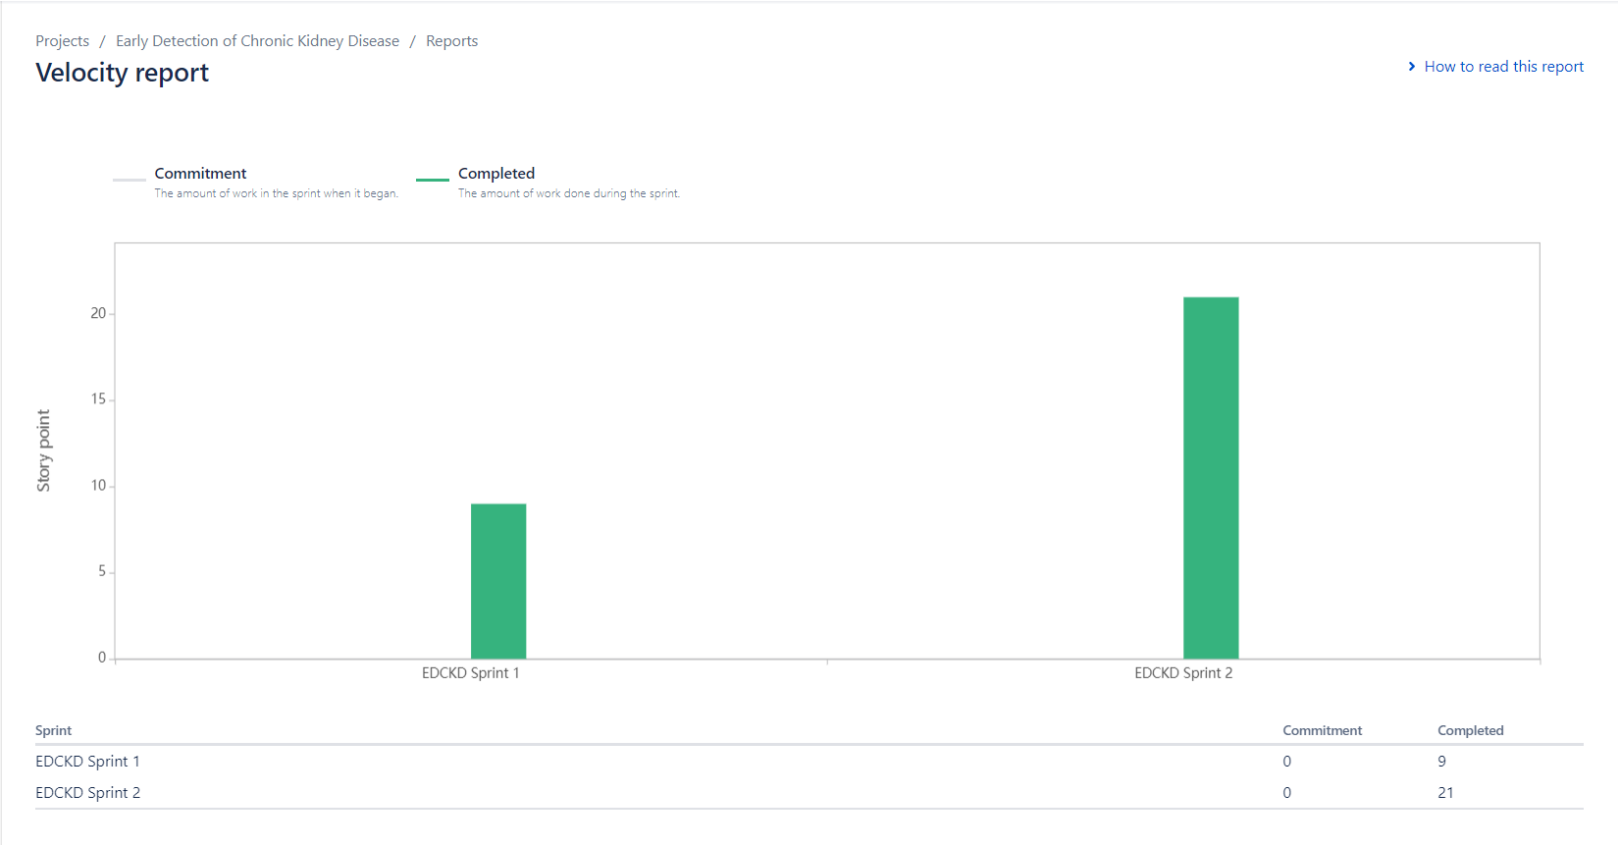 Projects / Early Detection of Chronic Kidney Disease / Reports
Velocity report
How to read this report
Commitment
The amount of work in the sprint when it began.
Completed
The amount of work done during the sprint.
20
15
10
5
0
Story point
EDCKD Sprint 1
EDCKD Sprint 2
Sprint Commitment Completed
EDCKD Sprint 1 0 9
EDCKD Sprint 2 0 21